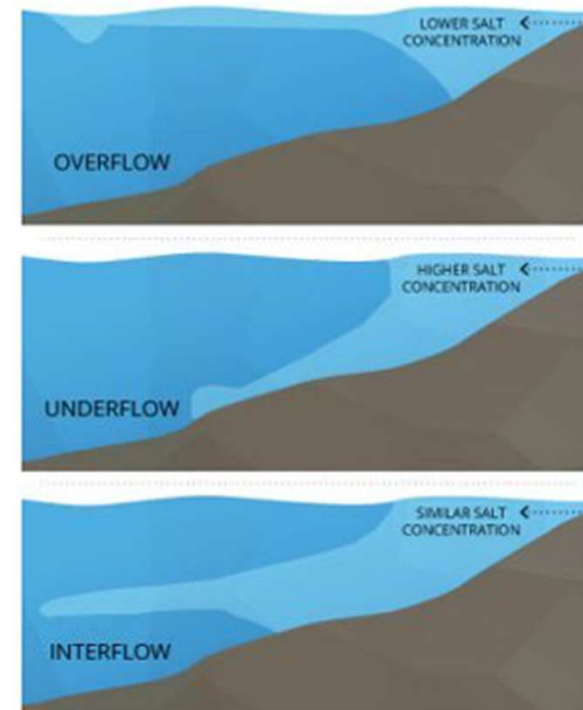 LOWER SALT
CONCENTRATION
OVERFLOW
HIGHER SALT
CONCENTRATION
UNDERFLOW
SIMILAR SALT
CONCENTRATION
INTERFLOW